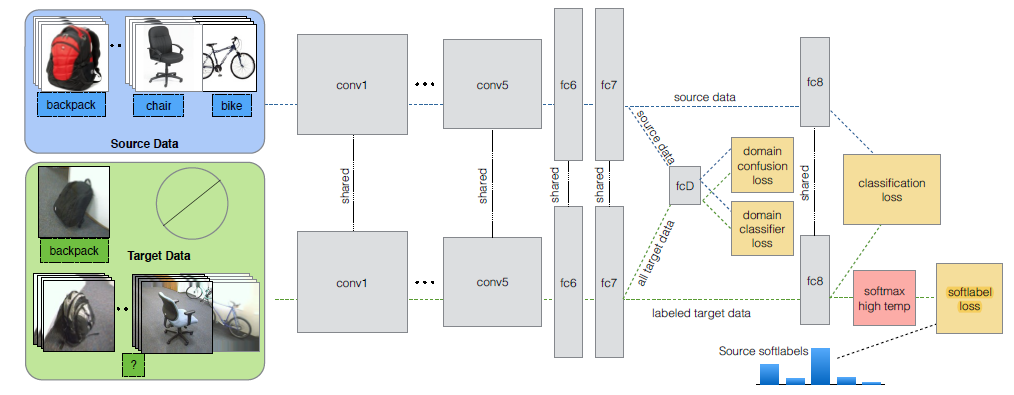 backpack
chair
bike
Source Data
backpack
Target Data
?
conv1
conv5
fc6
fc7
source data
fc8
shared
shared
shared
shared
source data
fcD
all target data
domain
confusion
loss
domain
classifier
loss
shared
classification
loss
conv1
conv5
fc6
fc7
labeled target data
fc8
softmax
high temp
softlabel
loss
Source softlabels